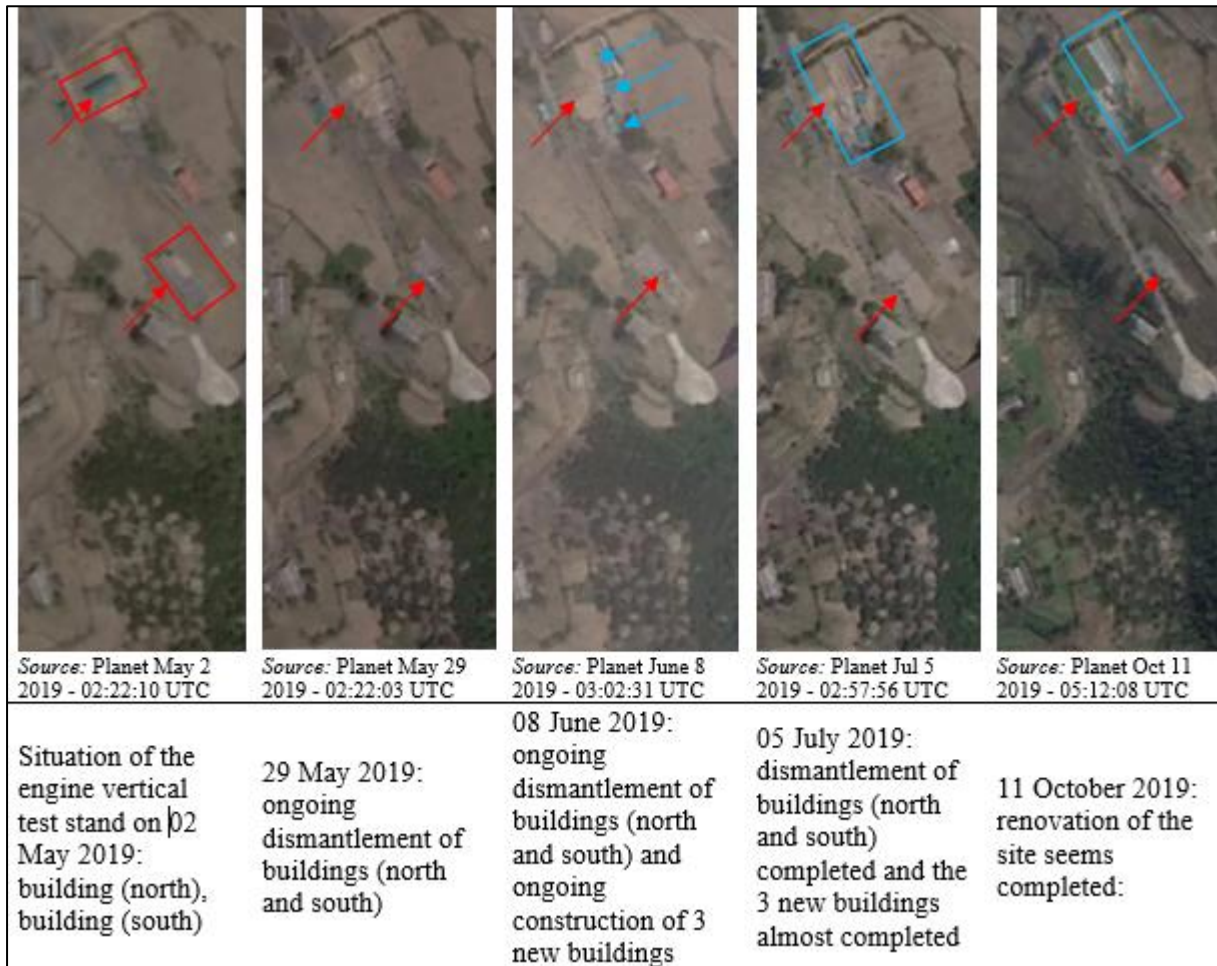 Source: Planet May 2
2019 - 02:22:10 UTC
Source: Planet May 29
2019 - 02:22:03 UTC
Source: Planet June 8
2019 - 03:02:31 UTC
Source: Planet Jul 5
2019 - 02:57:56 UTC
Source: Planet Oct 11
2019 - 05:12:08 UTC
Situation of the
engine vertical
test stand on 02
May 2019:
building (north),
building (south)
29 May 2019:
ongoing
dismantlement of
buildings (north
and south)
08 June 2019:
ongoing
dismantlement of
buildings (north
and south) and
ongoing
construction of 3
new buildings
05 July 2019:
dismantlement of
buildings (north
and south)
completed and the
3 new buildings
almost completed
11 October 2019:
renovation of the
site seems
completed: